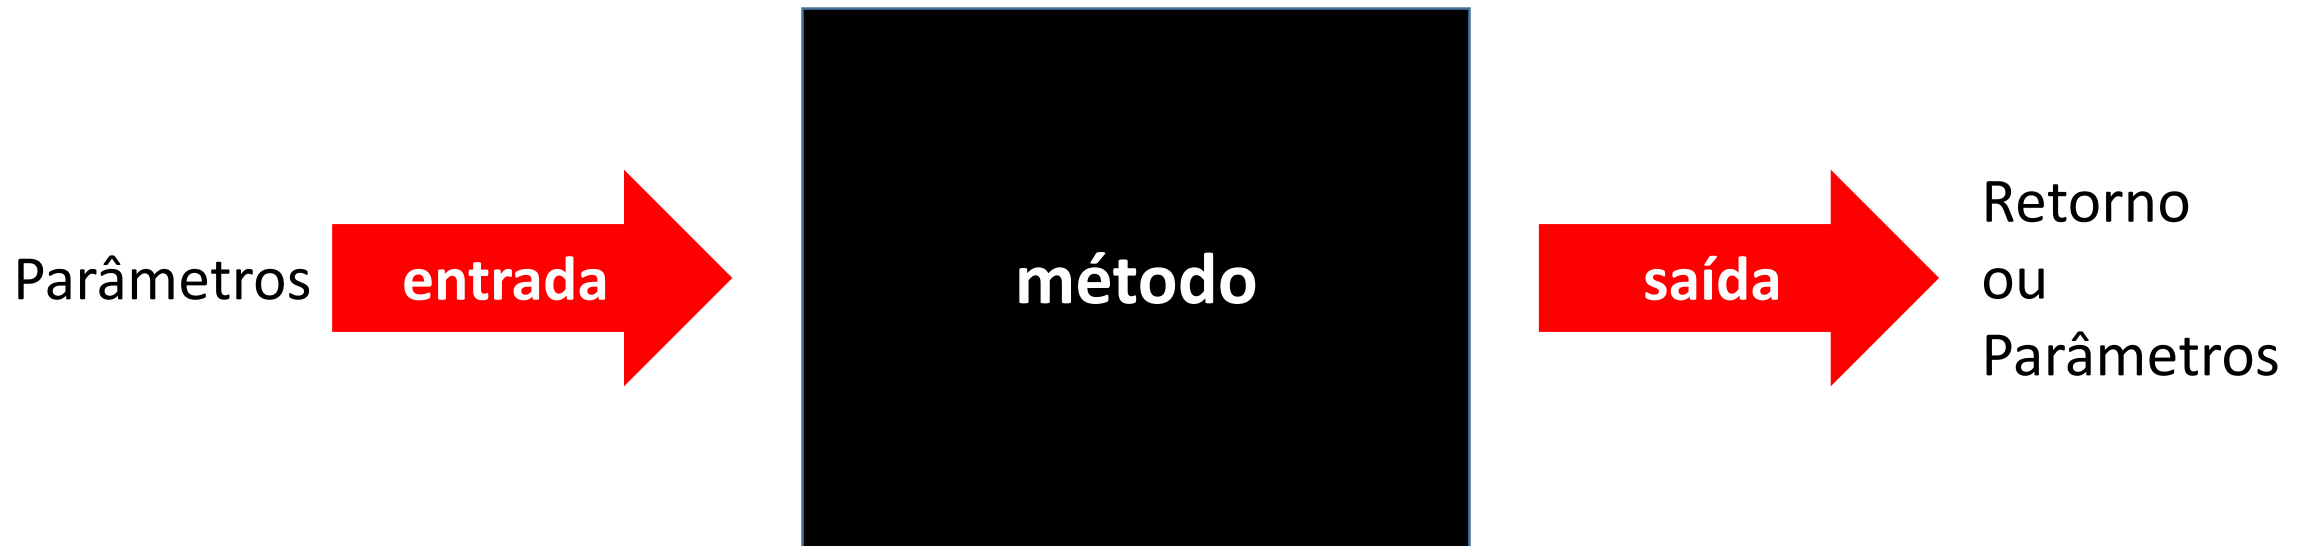 Parâmetros
entrada
método
saída
Retorno
ou
Parâmetros